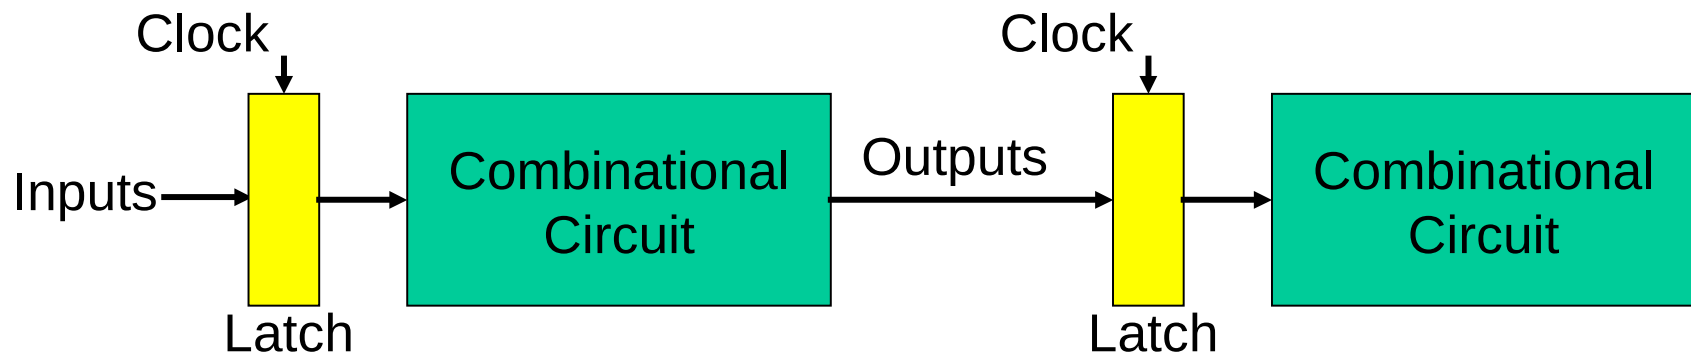 Clock
Clock
Inputs
Combinational
Circuit
Outputs
Combinational
Circuit
Latch
Latch